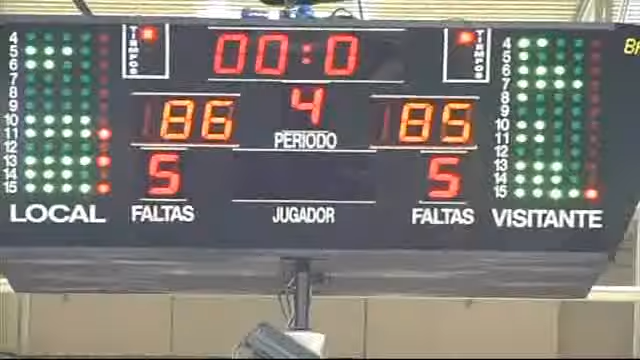 TIEMPOS 00:0 TIEMPOS
86 4 85
PERIODO
5 5
FALTAS JUGADOR FALTAS
LOCAL VISITANTE
4 4
5 5
6 6
7 7
8 8
9 9
10 10
11 11
12 12
13 13
14 14
15 15